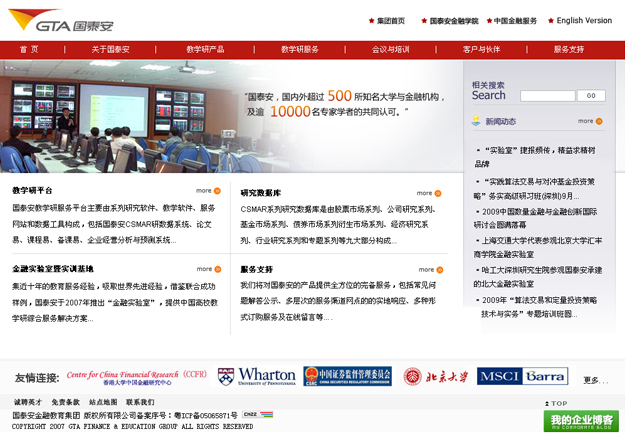 GTA 国泰安
集团首页 国泰安金融学院 中国金融服务 English Version
首 页 关于国泰安 教学研产品 教学研服务 会议与培训 客户与伙伴 服务支持
“国泰安，国内外超过 500 所知名大学与金融机构，
及逾 10000 名专家学者的共同认可。”
相关搜索
Search GO
新闻动态 more
“实验室”捷报频传，精益求精树
品牌
“实践算法交易与对冲基金投资策
略”务实高级研习班(深圳)9月...
2009中国数量金融与金融创新国际
研讨会圆满落幕
上海交通大学代表参观北京大学汇丰
商学院金融实验室
哈工大深圳研究生院参观国泰安承建
的北大金融实验室
2009年“算法交易和定量投资策略
技术与实务”专题培训班圆...
教学研平台 more
国泰安教学研服务平台主要由系列研究软件、教学软件、服务
网站和数据工具构成，包括国泰安CSMAR研数据系统、论文
易、课程易、备课易、企业经营分析与预测系统...
研究数据库 more
CSMAR系列研究数据库是由股票市场系列、公司研究系列、
基金市场系列、债券市场系列衍生市场系列、经济研究系
列、行业研究系列和专题系列等九大部分构成...
金融实验室暨实训基地 more
集近十年的教育服务经验，吸取世界先进经验，借鉴联合成功
样例，国泰安于2007年推出“金融实验室”，提供中国高校教
学研综合服务解决方案...
服务支持 more
我们将对国泰安的产品提供全方位的完备服务，包括常见问
题解答公示、多层次的服务渠道网点的的实地响应、多种形
式订购服务及在线留言等... .
友情连接:
Centre for China Financial Research (CCFR)
香港大学中国金融研究中心
Wharton
UNIVERSITY of PENNSYLVANIA
CSRC 中国证券监督管理委员会
CHINA SECURITIES REGULATORY COMMISSION
北京大学
MSCI Barra
更多...
诚聘英才 免责条款 站点地图 联系我们
TOP
国泰安金融教育集团 版权所有公司备案序号：粤ICP备05065871号 CNZZ
COPYRIGHT 2007 GTA FINANCE & EDUCATION GROUP ALL RIGHTS RESERVED
我的企业博客
MY CORPORATE BLOG